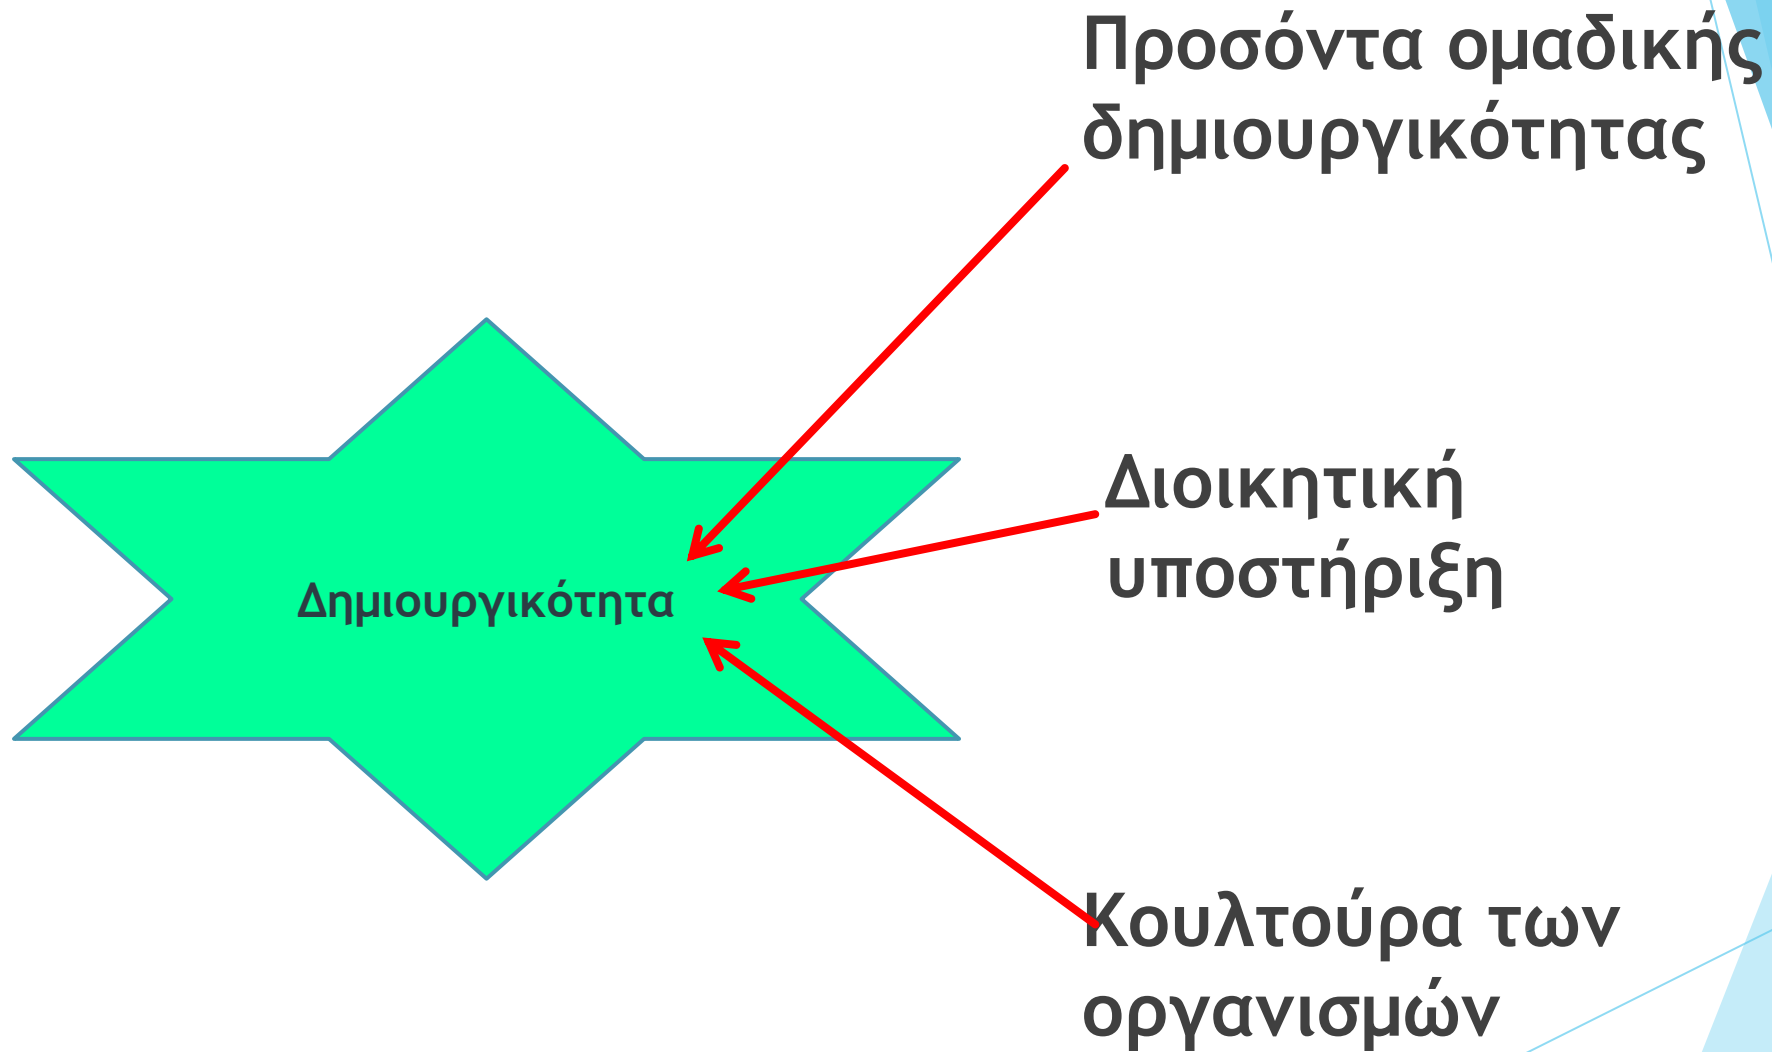 Προσόντα ομαδικής
δημιουργικότητας
Διοικητική
υποστήριξη
Δημιουργικότητα
Κουλτούρα των
οργανισμών